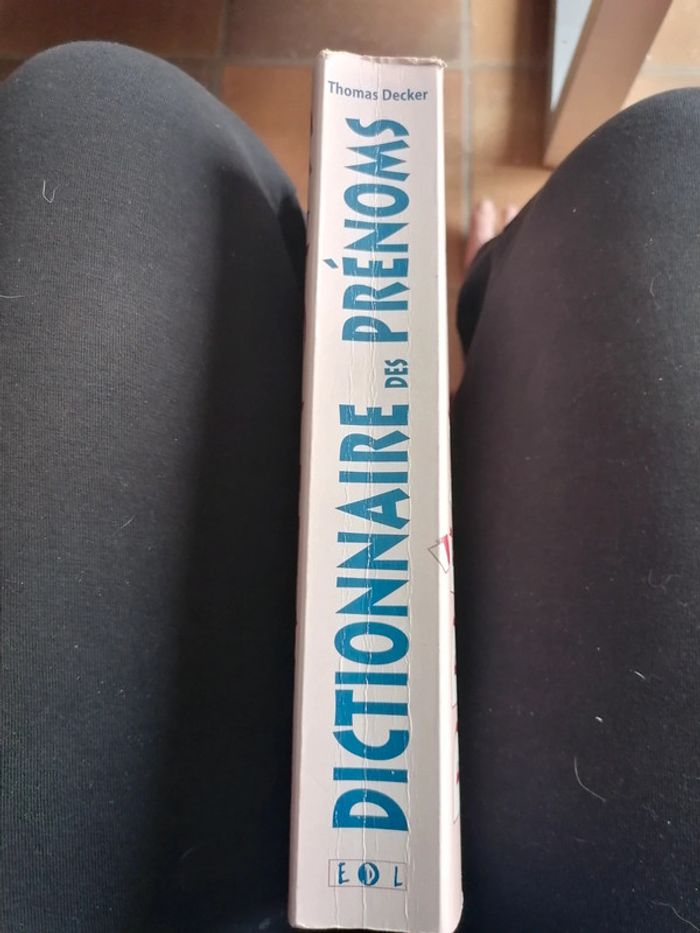 Thomas Decker
DICTIONNAIRE DES PRÉNOMS
EDL